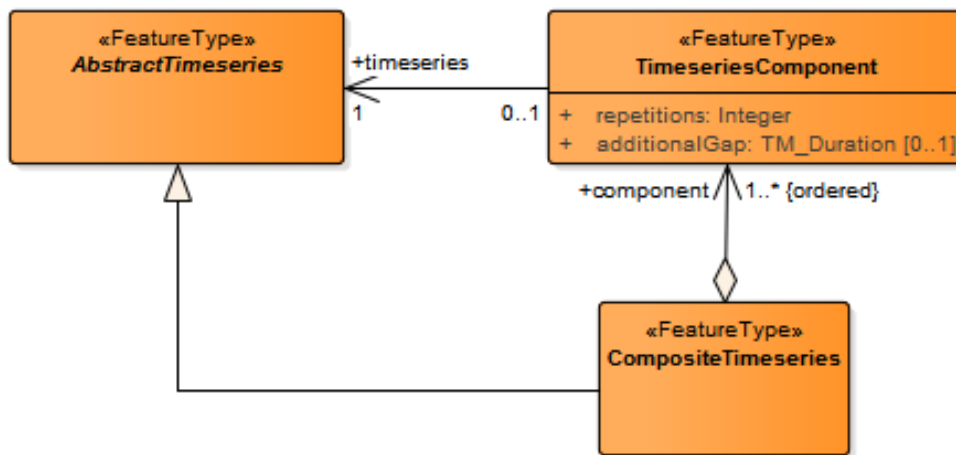 «FeatureType»
AbstractTimeseries
+timeseries
1
0..1
«FeatureType»
TimeseriesComponent
+ repetitions: Integer
+ additionalGap: TM_Duration [0..1]
+component
1..* {ordered}
«FeatureType»
CompositeTimeseries